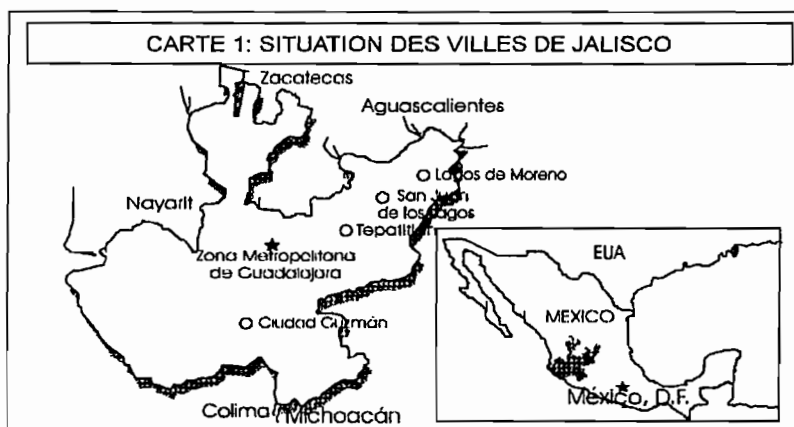 CARTE 1: SITUATION DES VILLES DE JALISCO
Zacatecas
Aguascalientes
Lagos de Moreno
Nayarit
San Juan
de los Lagos
Tepatitlán
Zona Metropolitana
de Guadalajara
Ciudad Guzmán
Colima
Michoacán
EUA
MEXICO
México, D.F.